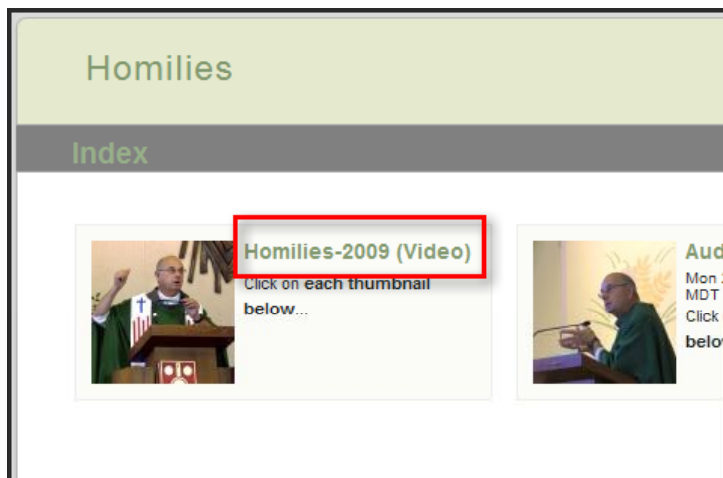 Homilies
Index
Homilies-2009 (Video)
Click on each thumbnail
below...
Aud
Mon
MDT
Click
belo